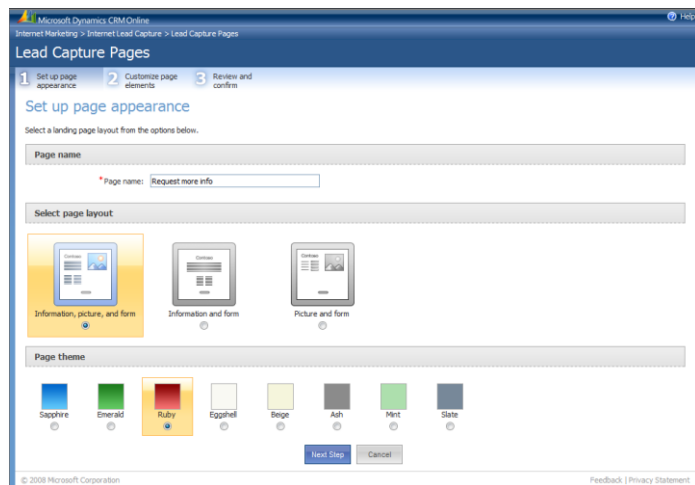 Microsoft Dynamics CRM Online
Help
Internet Marketing > Internet Lead Capture > Lead Capture Pages
Lead Capture Pages
1 Set up page appearance
2 Customize page elements
3 Review and confirm
Set up page appearance
Select a landing page layout from the options below.
Page name
*Page name: Request more info
Select page layout
Contoso
Contoso
Contoso
Information, picture, and form
Information and form
Picture and form
Page theme
Sapphire
Emerald
Ruby
Eggshell
Beige
Ash
Mint
Slate
Next Step
Cancel
© 2008 Microsoft Corporation
Feedback | Privacy Statement